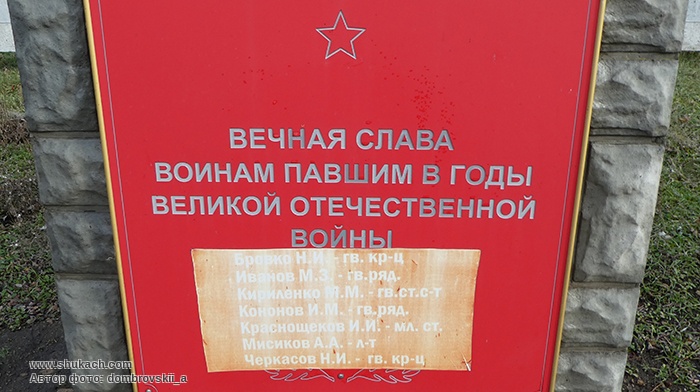 ВЕЧНАЯ СЛАВА
ВОИНАМ ПАВШИМ В ГОДЫ
ВЕЛИКОЙ ОТЕЧЕСТВЕННОЙ
ВОЙНЫ
Бровко Н.И. - гв. кр-ц
Иванов М.З. - гв.ряд.
Кириленко М.М. - гв.ст.с-т
Кононов И.М. - гв.ряд.
Краснощеков И.И. - мл. ст.
Мисиков А.А. - л-т
Черкасов Н.И. - гв. кр-ц
www.shukach.com
Автор фото: dombrovskii_a